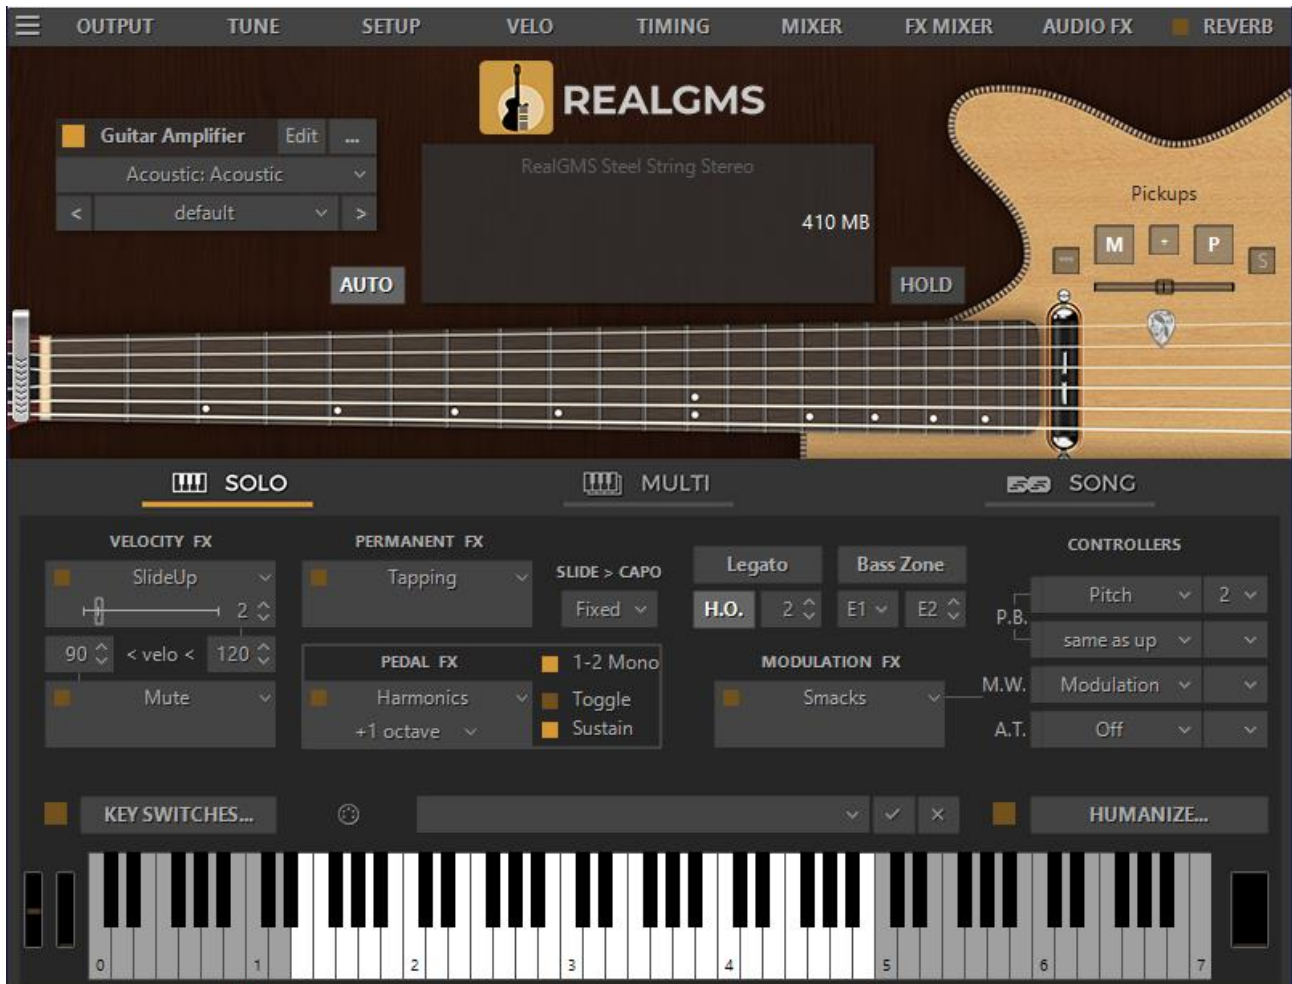 OUTPUT TUNE SETUP VELO TIMING MIXER FX MIXER AUDIO FX REVERB
REALGMS
Guitar Amplifier Edit ...
Acoustic: Acoustic
< default >
RealGMS Steel String Stereo
410 MB
AUTO
HOLD
Pickups
M + P
S
SOLO MULTI SONG
VELOCITY FX
SlideUp
2
90 < velo < 120
Mute
PERMANENT FX
Tapping
SLIDE > CAPO
Fixed
Legato
H.O. 2
Bass Zone
E1 E2
PEDAL FX
Harmonics
+1 octave
1-2 Mono
Toggle
Sustain
MODULATION FX
Smacks
CONTROLLERS
P.B. Pitch 2
same as up
M.W. Modulation
A.T. Off
KEY SWITCHES...
HUMANIZE...
0 1 2 3 4 5 6 7